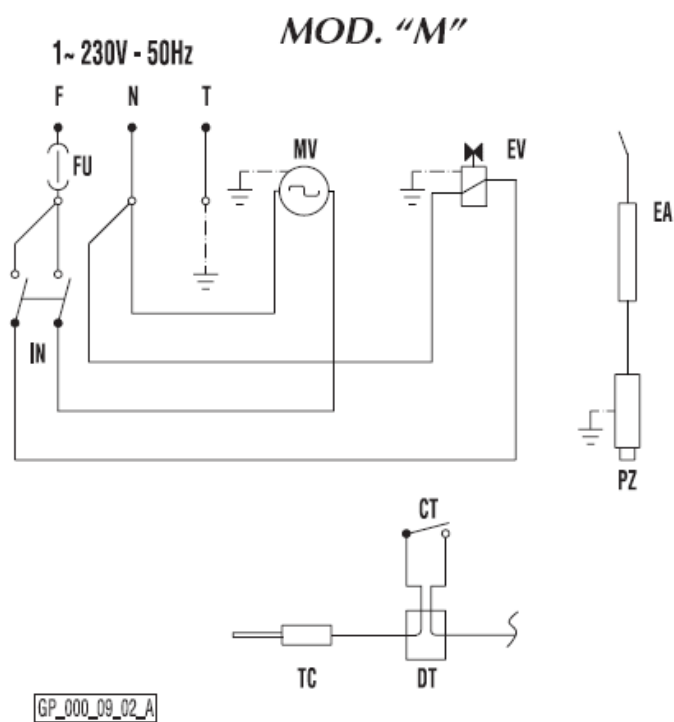 MOD. “M”
1~ 230V - 50Hz
F N T
FU
MV
EV
EA
IN
PZ
CT
TC
DT
GP_000_09_02_A